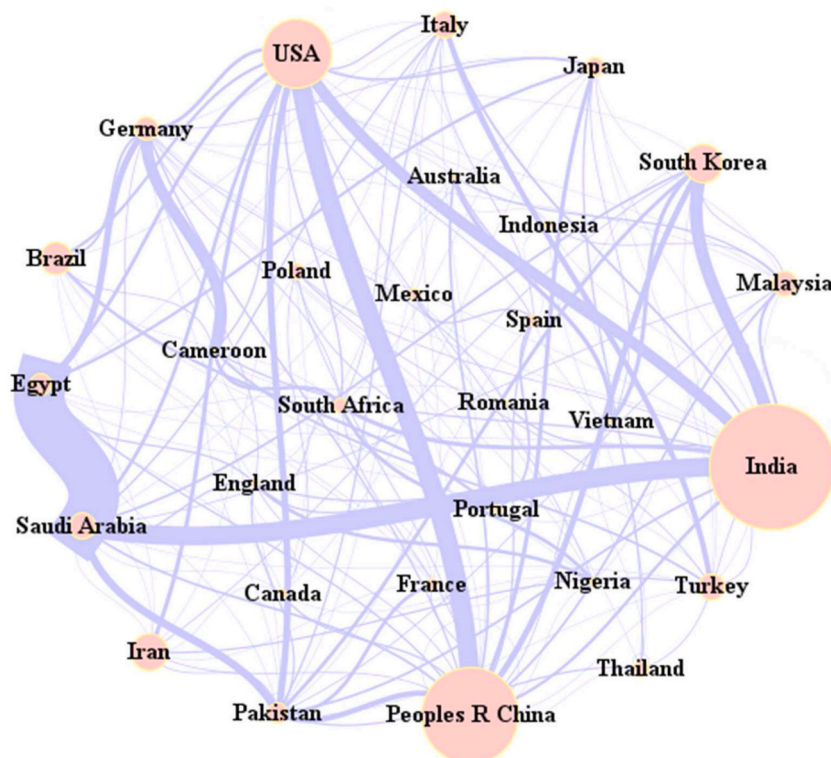 Italy
USA
Japan
Germany
South Korea
Australia
Indonesia
Brazil
Poland
Malaysia
Mexico
Spain
Cameroon
Egypt
South Africa
Romania
Vietnam
India
England
Portugal
Saudi Arabia
Canada
France
Nigeria
Turkey
Iran
Thailand
Pakistan
Peoples R China